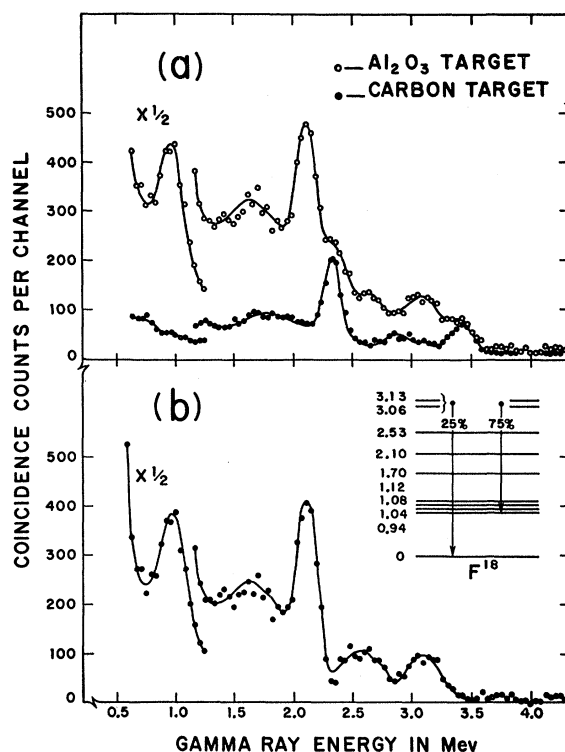 (a)
o— Al2O3 TARGET
•— CARBON TARGET
X 1/2
500
400
300
200
100
0
COINCIDENCE COUNTS PER CHANNEL
(b)
X 1/2
500
400
300
200
100
0
3.13
3.06
25% 75%
2.53
2.10
1.70
1.12
1.08
1.04
0.94
0
F18
0.5 1.0 1.5 2.0 2.5 3.0 3.5 4.0
GAMMA RAY ENERGY IN Mev